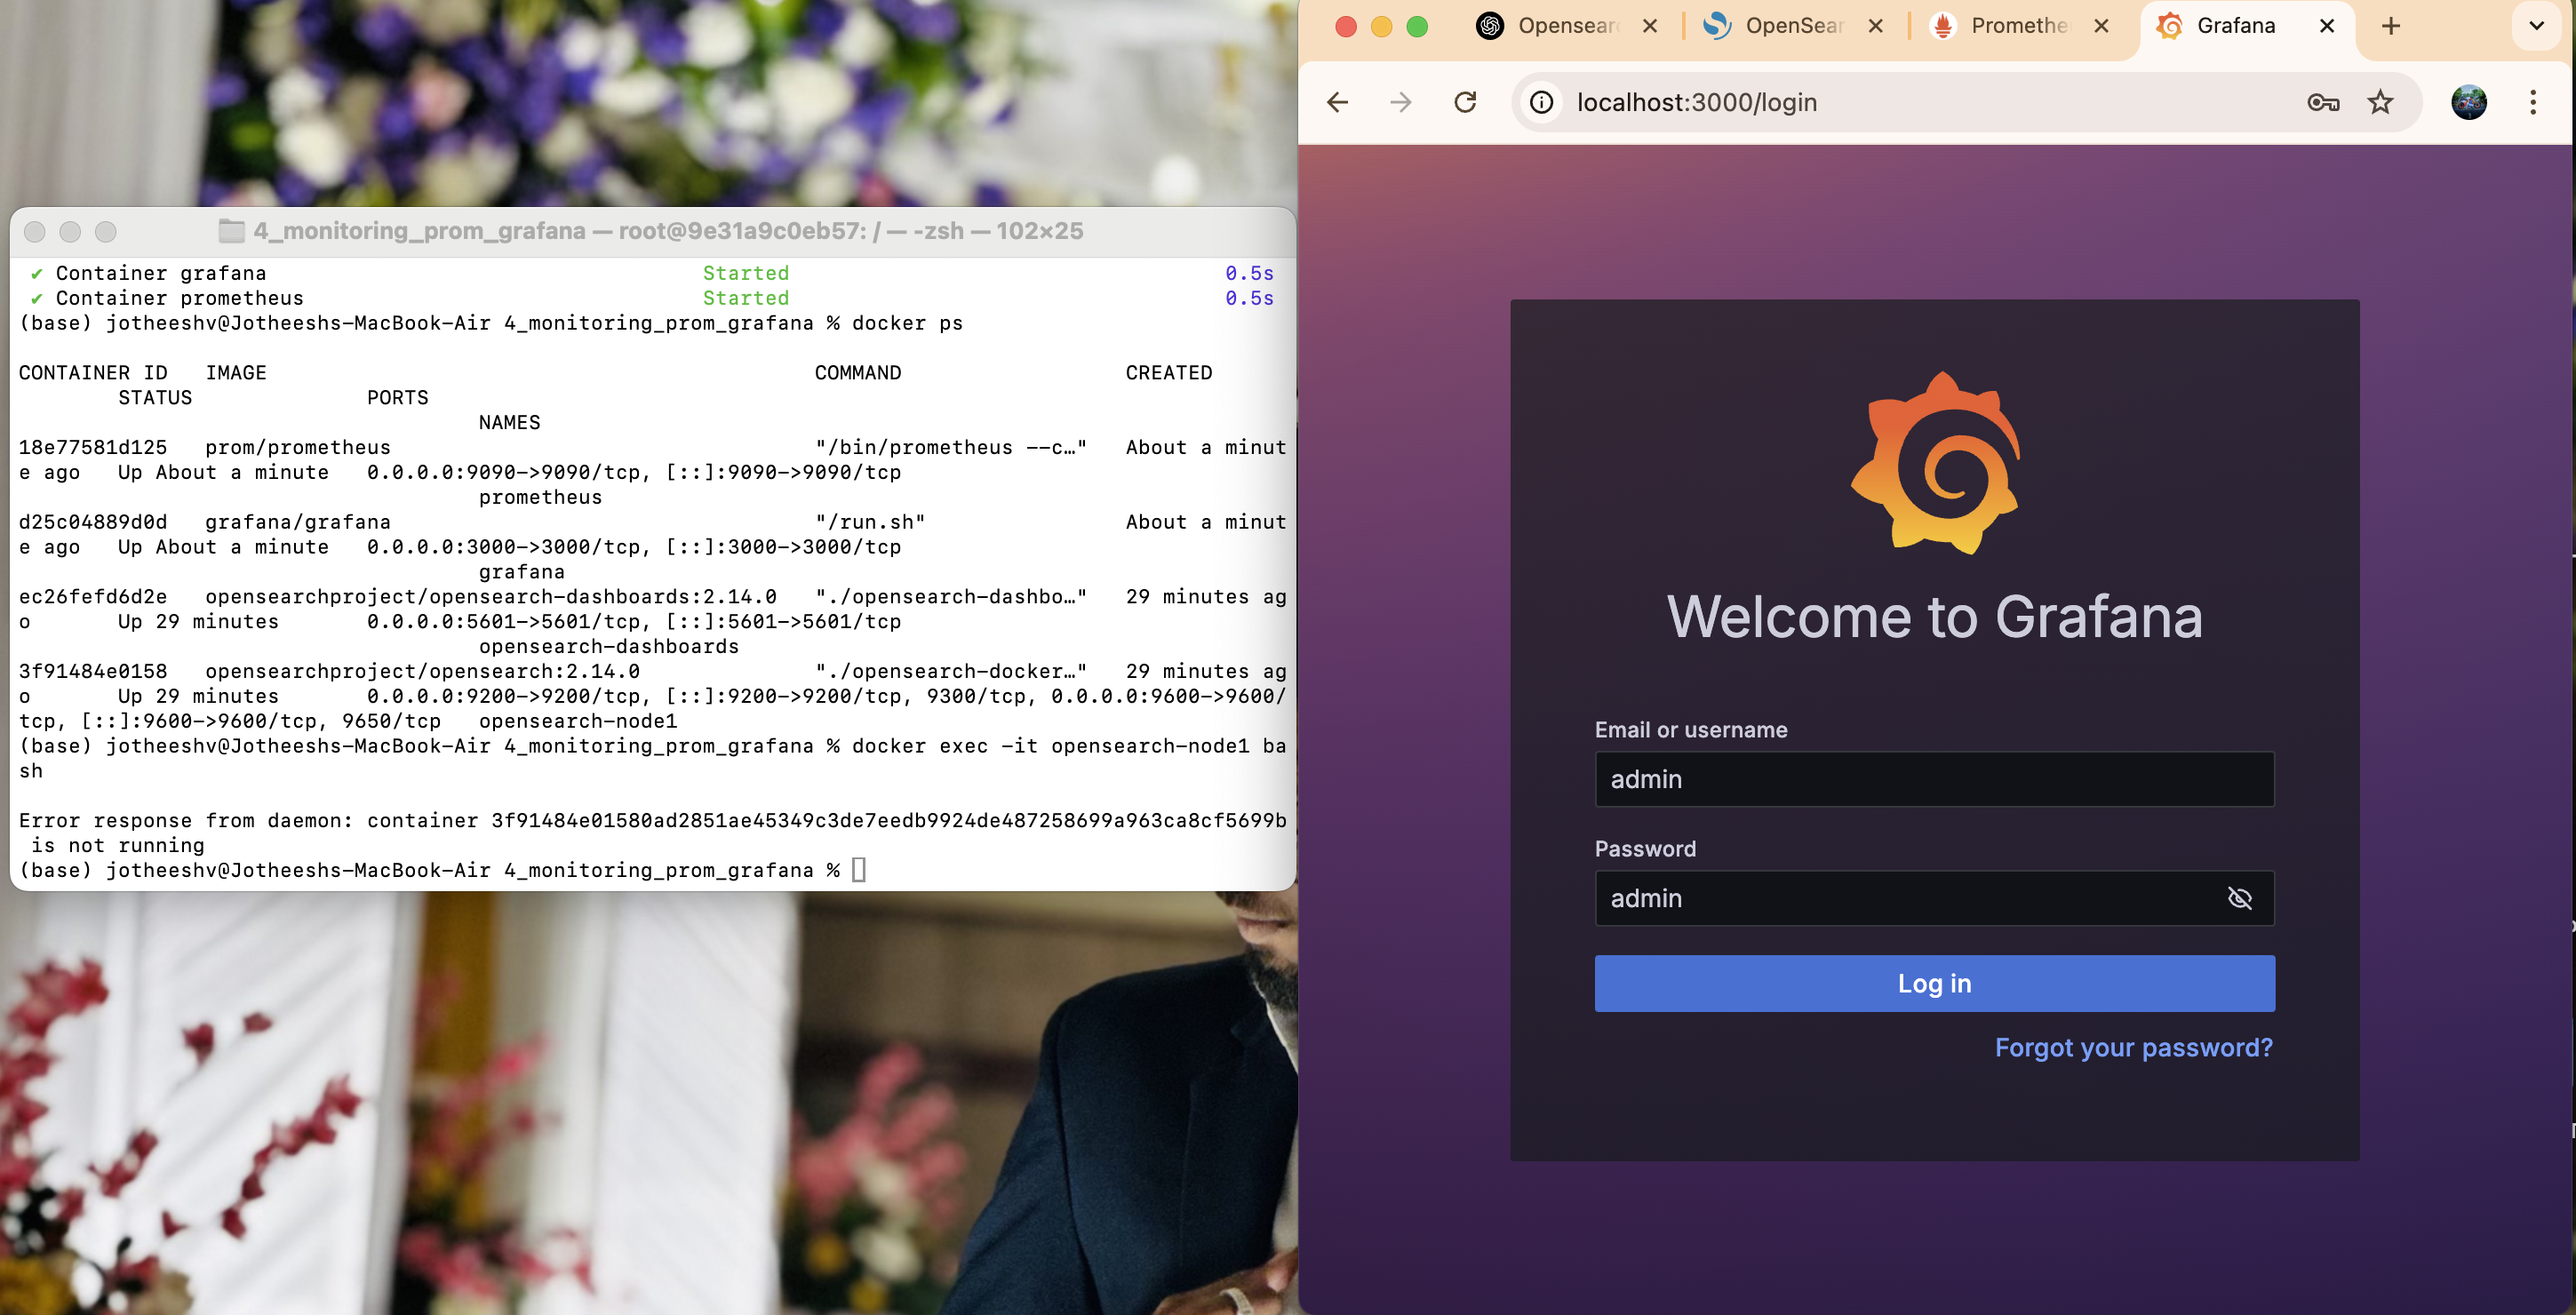 4_monitoring_prom_grafana — root@9e31a9c0eb57: / — -zsh — 102×25
✔ Container grafana Started 0.5s
✔ Container prometheus Started 0.5s
(base) jotheeshv@Jotheeshs-MacBook-Air 4_monitoring_prom_grafana % docker ps
CONTAINER ID IMAGE COMMAND CREATED
STATUS PORTS
NAMES
18e77581d125 prom/prometheus "/bin/prometheus --c…" About a minut
e ago Up About a minute 0.0.0.0:9090->9090/tcp, [::]:9090->9090/tcp
prometheus
d25c04889d0d grafana/grafana "/run.sh" About a minut
e ago Up About a minute 0.0.0.0:3000->3000/tcp, [::]:3000->3000/tcp
grafana
ec26fefd6d2e opensearchproject/opensearch-dashboards:2.14.0 "./opensearch-dashbo…" 29 minutes ag
o Up 29 minutes 0.0.0.0:5601->5601/tcp, [::]:5601->5601/tcp
opensearch-dashboards
3f91484e0158 opensearchproject/opensearch:2.14.0 "./opensearch-docker…" 29 minutes ag
o Up 29 minutes 0.0.0.0:9200->9200/tcp, [::]:9200->9200/tcp, 9300/tcp, 0.0.0.0:9600->9600/
tcp, [::]:9600->9600/tcp, 9650/tcp opensearch-node1
(base) jotheeshv@Jotheeshs-MacBook-Air 4_monitoring_prom_grafana % docker exec -it opensearch-node1 ba
sh
Error response from daemon: container 3f91484e01580ad2851ae45349c3de7eedb9924de487258699a963ca8cf5699b
is not running
(base) jotheeshv@Jotheeshs-MacBook-Air 4_monitoring_prom_grafana %
Opensear OpenSear Promethe Grafana
localhost:3000/login
Welcome to Grafana
Email or username
admin
Password
admin
Log in
Forgot your password?